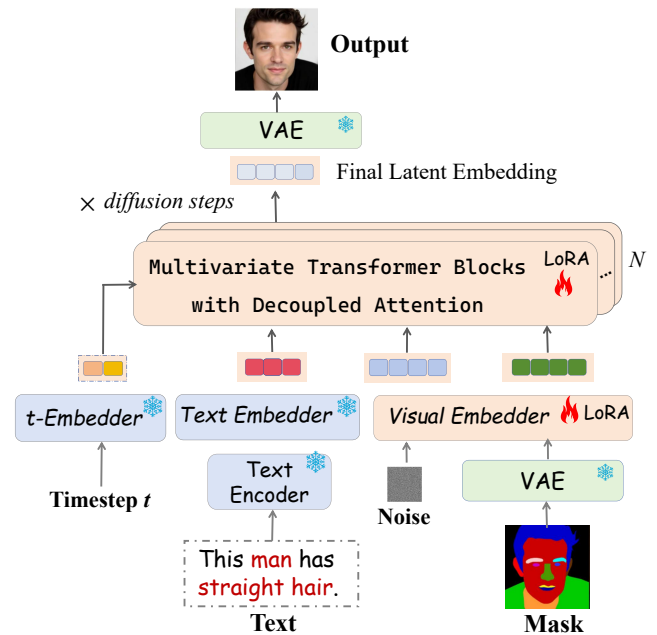 Output
VAE
Final Latent Embedding
× diffusion steps
Multivariate Transformer Blocks
with Decoupled Attention
LoRA
...
N
t-Embedder
Text Embedder
Visual Embedder
LoRA
Timestep t
Text
Encoder
Noise
VAE
This man has
straight hair.
Text
Mask